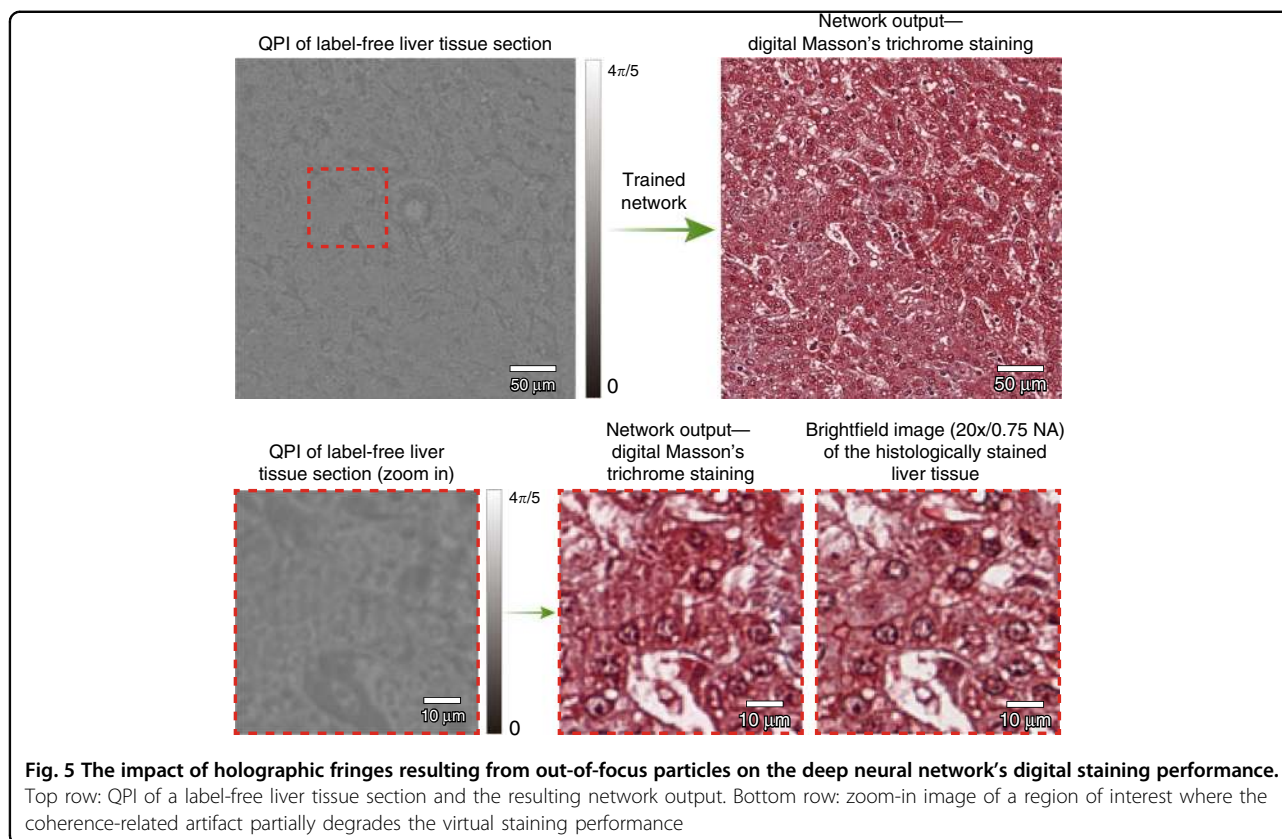 QPI of label-free liver tissue section
Network output—
digital Masson's trichrome staining
4π/5
Trained
network
50 μm
0
50 μm
QPI of label-free liver
tissue section (zoom in)
Network output—
digital Masson's
trichrome staining
Brightfield image (20x/0.75 NA)
of the histologically stained
liver tissue
4π/5
10 μm
0
10 μm
10 μm
Fig. 5 The impact of holographic fringes resulting from out-of-focus particles on the deep neural network's digital staining performance.
Top row: QPI of a label-free liver tissue section and the resulting network output. Bottom row: zoom-in image of a region of interest where the
coherence-related artifact partially degrades the virtual staining performance